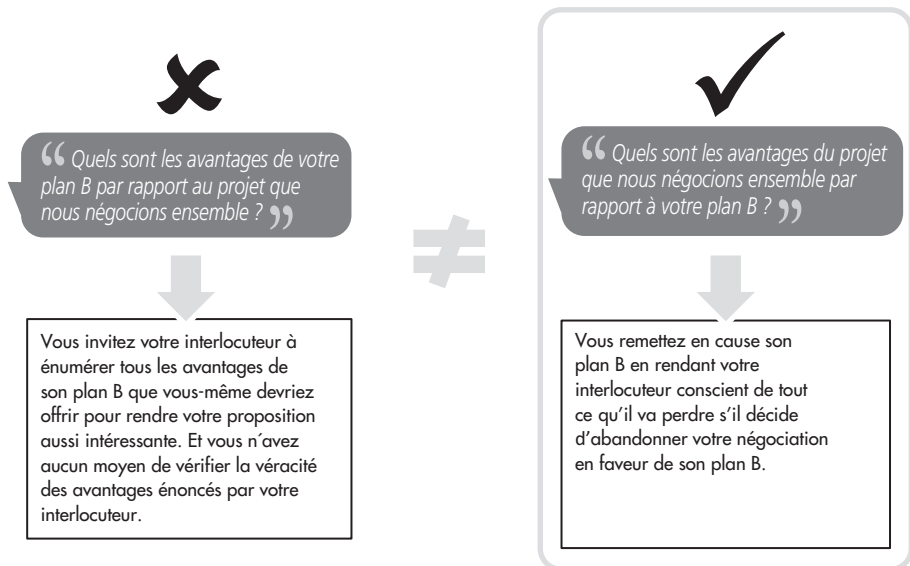 “ Quels sont les avantages de votre
plan B par rapport au projet que
nous négocions ensemble ? ”
Vous invitez votre interlocuteur à
énumérer tous les avantages de
son plan B que vous-même devriez
offrir pour rendre votre proposition
aussi intéressante. Et vous n´avez
aucun moyen de vérifier la véracité
des avantages énoncés par votre
interlocuteur.
“ Quels sont les avantages du projet
que nous négocions ensemble par
rapport à votre plan B ? ”
Vous remettez en cause son
plan B en rendant votre
interlocuteur conscient de tout
ce qu'il va perdre s'il décide
d'abandonner votre négociation
en faveur de son plan B.